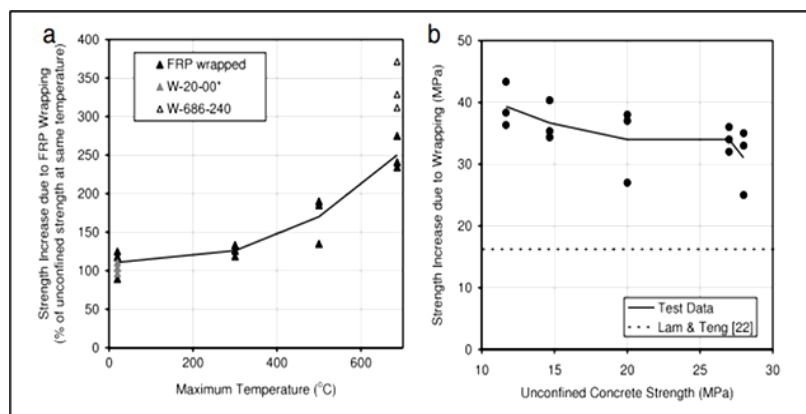 a
Strength Increase due to FRP Wrapping
(% of unconfined strength at same temperature)
400
350
300
250
200
150
100
50
0
FRP wrapped
W-20-00*
W-686-240
0
200
400
600
Maximum Temperature (°C)
b
Strength Increase due to Wrapping (MPa)
50
40
30
20
10
0
Test Data
Lam & Teng [22]
10
15
20
25
30
Unconfined Concrete Strength (MPa)